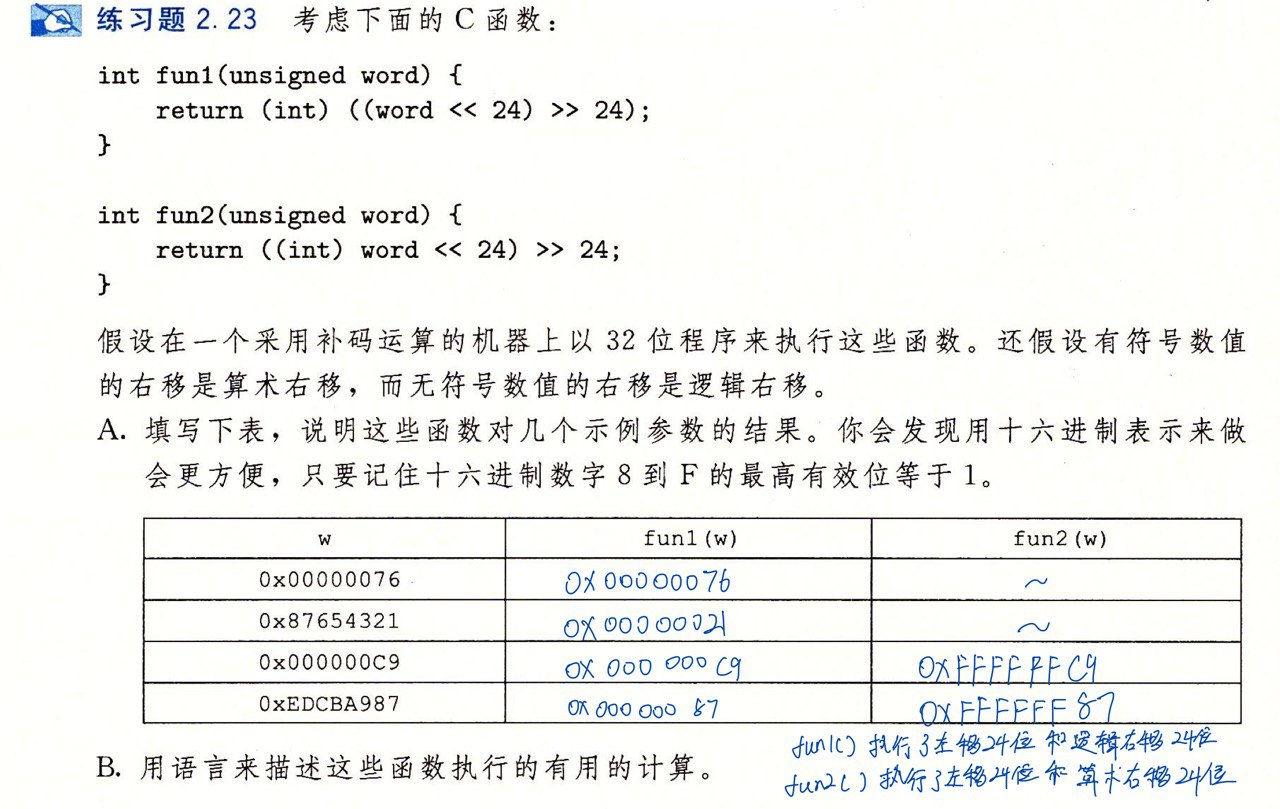 练习题 2.23 考虑下面的 C 函数：
int fun1(unsigned word) {
    return (int) ((word << 24) >> 24);
}
int fun2(unsigned word) {
    return ((int) word << 24) >> 24;
}
假设在一个采用补码运算的机器上以 32 位程序来执行这些函数。还假设有符号数值
的右移是算术右移，而无符号数值的右移是逻辑右移。
A. 填写下表，说明这些函数对几个示例参数的结果。你会发现用十六进制表示来做
会更方便，只要记住十六进制数字 8 到 F 的最高有效位等于 1。
w fun1(w) fun2(w)
0x00000076 0X00000076 ~
0x87654321 0X00000021 ~
0x000000C9 0X000000C9 0XFFFFFFC9
0xEDCBA987 0X00000087 0XFFFFFF87
fun1() 执行了左移24位 和逻辑右移24位
B. 用语言来描述这些函数执行的有用的计算。
fun2() 执行了左移24位 和 算术右移24位